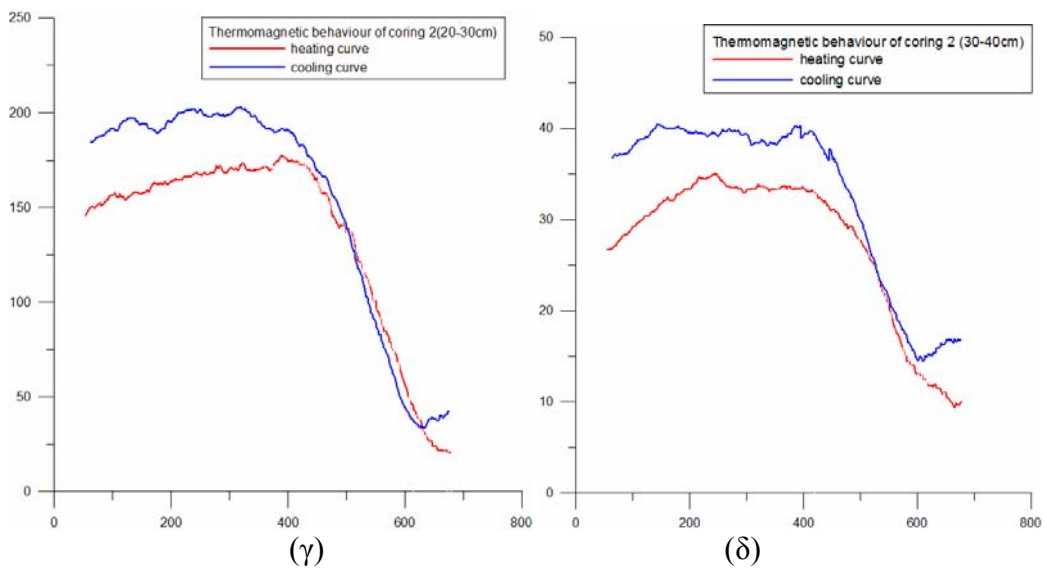 250
200
150
100
50
0
0 200 400 600 800
Thermomagnetic behaviour of coring 2(20-30cm)
heating curve
cooling curve
(γ)
50
40
30
20
10
0
0 200 400 600 800
Thermomagnetic behaviour of coring 2 (30-40cm)
heating curve
cooling curve
(δ)